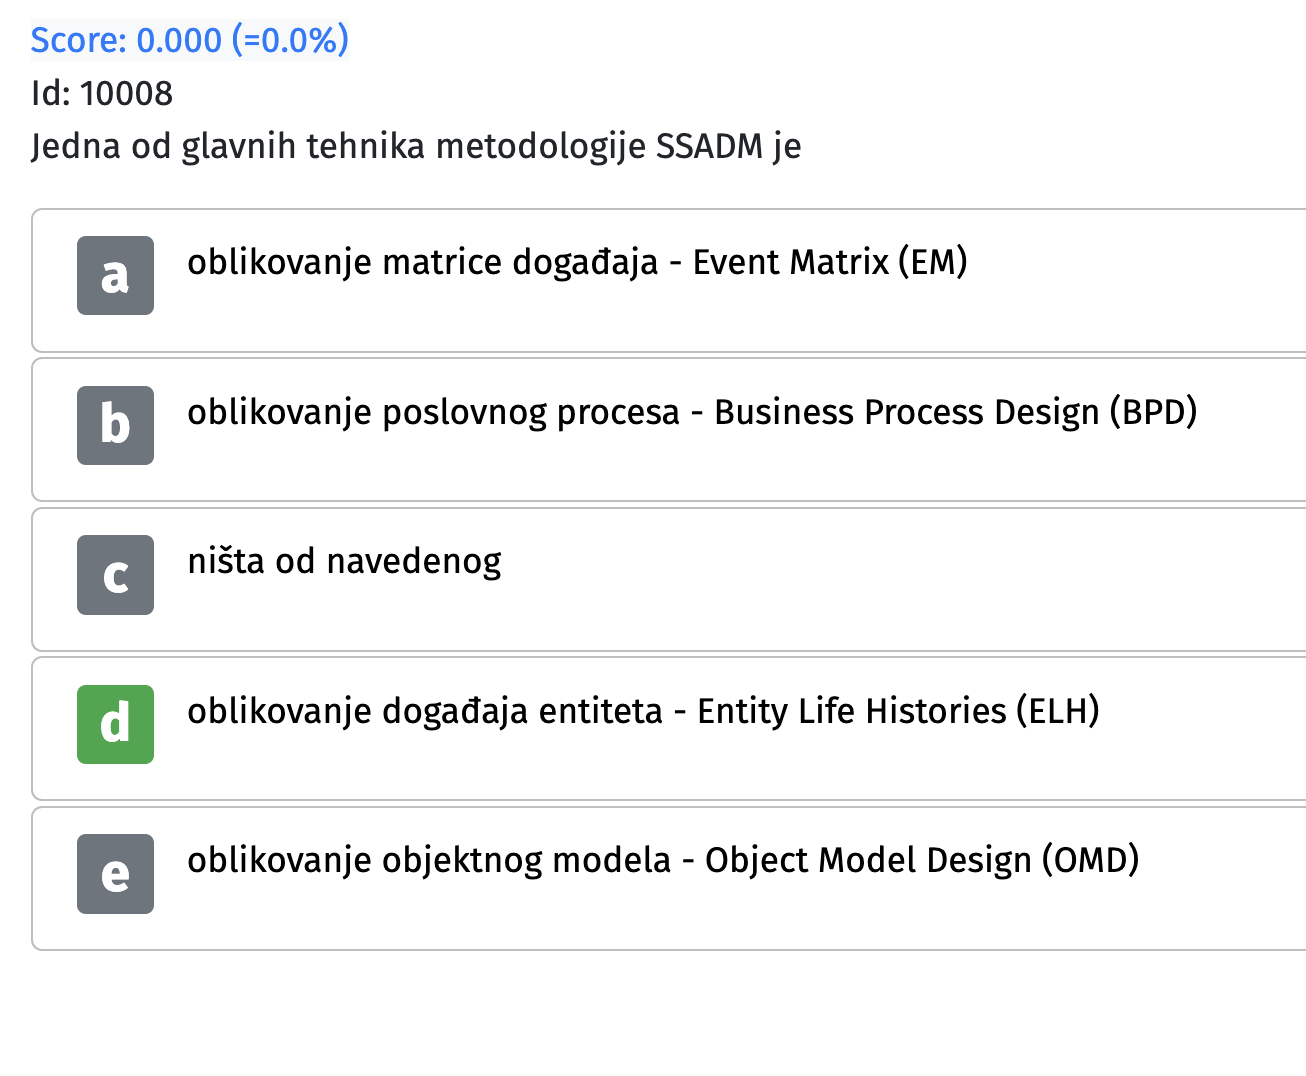 Score: 0.000 (=0.0%)
Id: 10008
Jedna od glavnih tehnika metodologije SSADM je
a oblikovanje matrice događaja - Event Matrix (EM)
b oblikovanje poslovnog procesa - Business Process Design (BPD)
c ništa od navedenog
d oblikovanje događaja entiteta - Entity Life Histories (ELH)
e oblikovanje objektnog modela - Object Model Design (OMD)